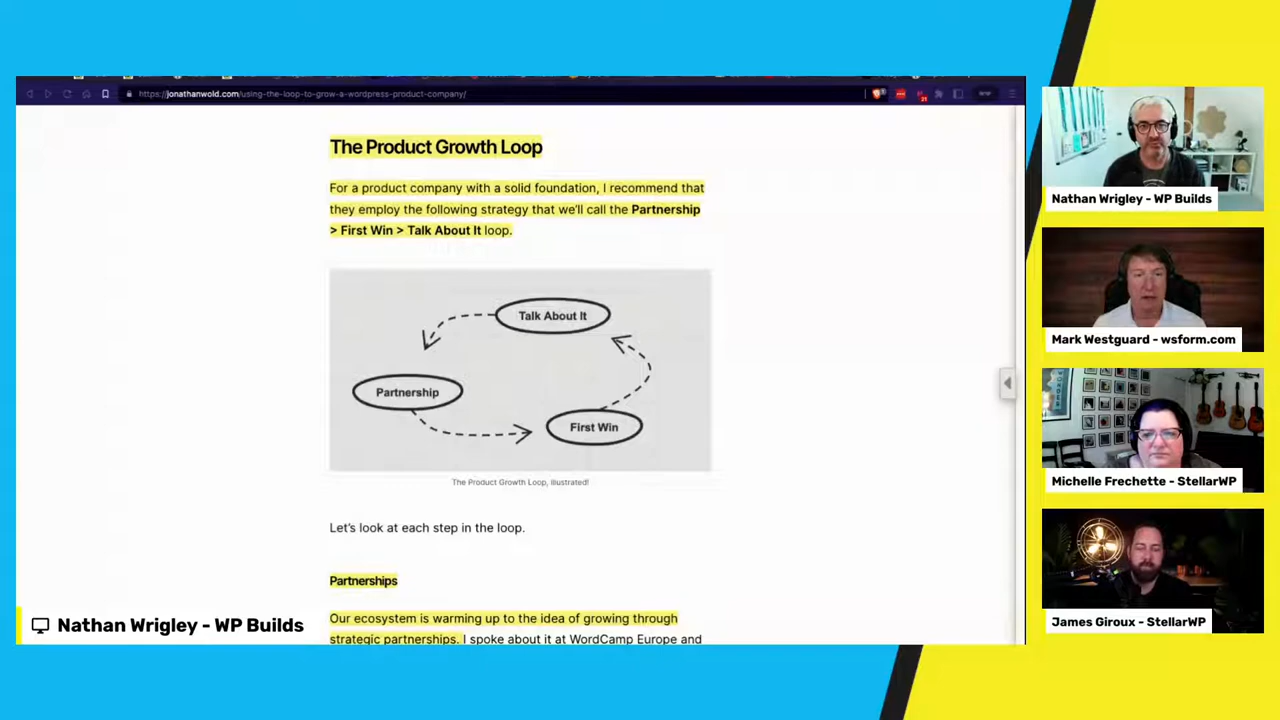 https://jonathanwold.com/using-the-loop-to-grow-a-wordpress-product-company/
The Product Growth Loop
For a product company with a solid foundation, I recommend that
they employ the following strategy that we'll call the Partnership
> First Win > Talk About It loop.
Talk About It
Partnership
First Win
The Product Growth Loop, illustrated!
Let's look at each step in the loop.
Partnerships
Our ecosystem is warming up to the idea of growing through
strategic partnerships. I spoke about it at WordCamp Europe and
Nathan Wrigley - WP Builds
Nathan Wrigley - WP Builds
Mark Westguard - wsform.com
Michelle Frechette - StellarWP
James Giroux - StellarWP